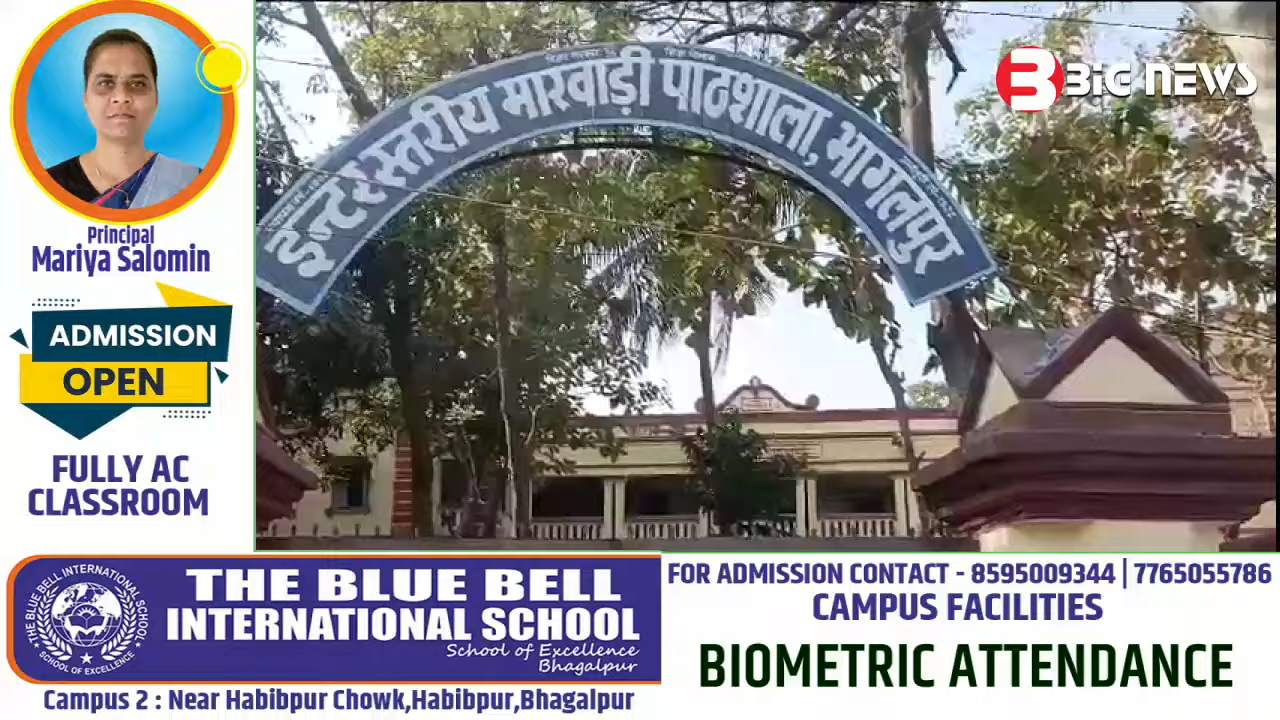 3BiG NEWS
इन्टरस्तरीय मारवाड़ी पाठशाला, भागलपुर
Principal
Mariya Salomin
ADMISSION
OPEN
FULLY AC
CLASSROOM
THE BLUE BELL INTERNATIONAL SCHOOL
SCHOOL OF EXCELLENCE
THE BLUE BELL
INTERNATIONAL SCHOOL
School of Excellence
Bhagalpur
Campus 2 : Near Habibpur Chowk,Habibpur,Bhagalpur
FOR ADMISSION CONTACT - 8595009344 | 7765055786
CAMPUS FACILITIES
BIOMETRIC ATTENDANCE